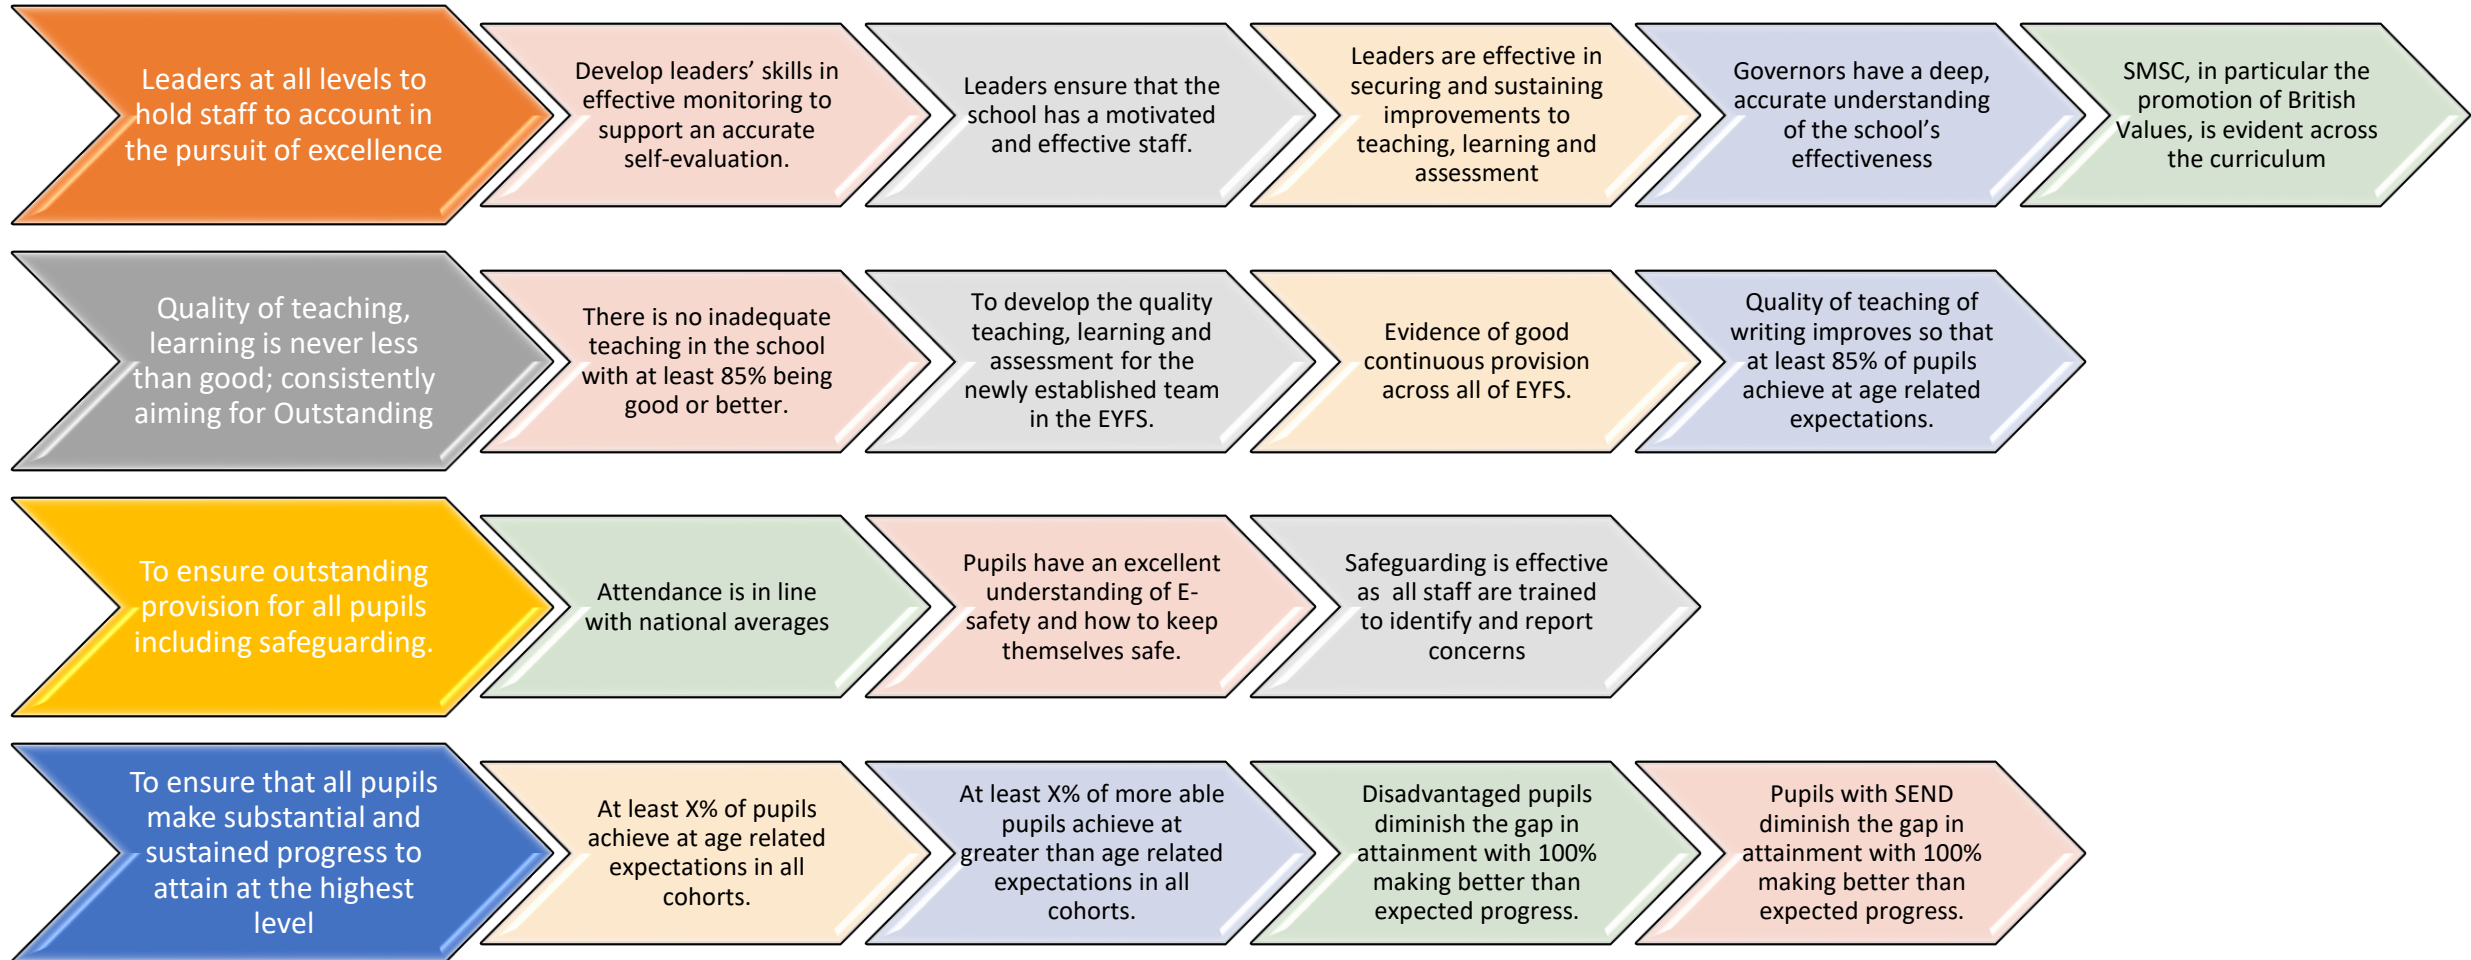 Leaders at all levels to
hold staff to account in
the pursuit of excellence
Develop leaders’ skills in
effective monitoring to
support an accurate
self-evaluation.
Leaders ensure that the
school has a motivated
and effective staff.
Leaders are effective in
securing and sustaining
improvements to
teaching, learning and
assessment
Governors have a deep,
accurate understanding
of the school’s
effectiveness
SMSC, in particular the
promotion of British
Values, is evident across
the curriculum
Quality of teaching,
learning is never less
than good; consistently
aiming for Outstanding
There is no inadequate
teaching in the school
with at least 85% being
good or better.
To develop the quality
teaching, learning and
assessment for the
newly established team
in the EYFS.
Evidence of good
continuous provision
across all of EYFS.
Quality of teaching of
writing improves so that
at least 85% of pupils
achieve at age related
expectations.
To ensure outstanding
provision for all pupils
including safeguarding.
Attendance is in line
with national averages
Pupils have an excellent
understanding of E-
safety and how to keep
themselves safe.
Safeguarding is effective
as all staff are trained
to identify and report
concerns
To ensure that all pupils
make substantial and
sustained progress to
attain at the highest
level
At least X% of pupils
achieve at age related
expectations in all
cohorts.
At least X% of more able
pupils achieve at
greater than age related
expectations in all
cohorts.
Disadvantaged pupils
diminish the gap in
attainment with 100%
making better than
expected progress.
Pupils with SEND
diminish the gap in
attainment with 100%
making better than
expected progress.